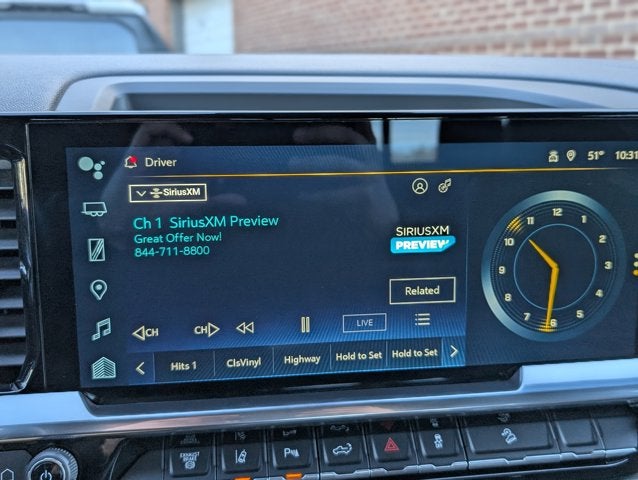 Driver
51°
10:31
SiriusXM
Ch 1 SiriusXM Preview
Great Offer Now!
844-711-8800
SIRIUSXM
PREVIEW
Related
CH
CH
LIVE
Hits 1
ClsVinyl
Highway
Hold to Set
Hold to Set
12
1
2
3
4
5
6
7
8
9
10
11
EXHAUST
BRAKE